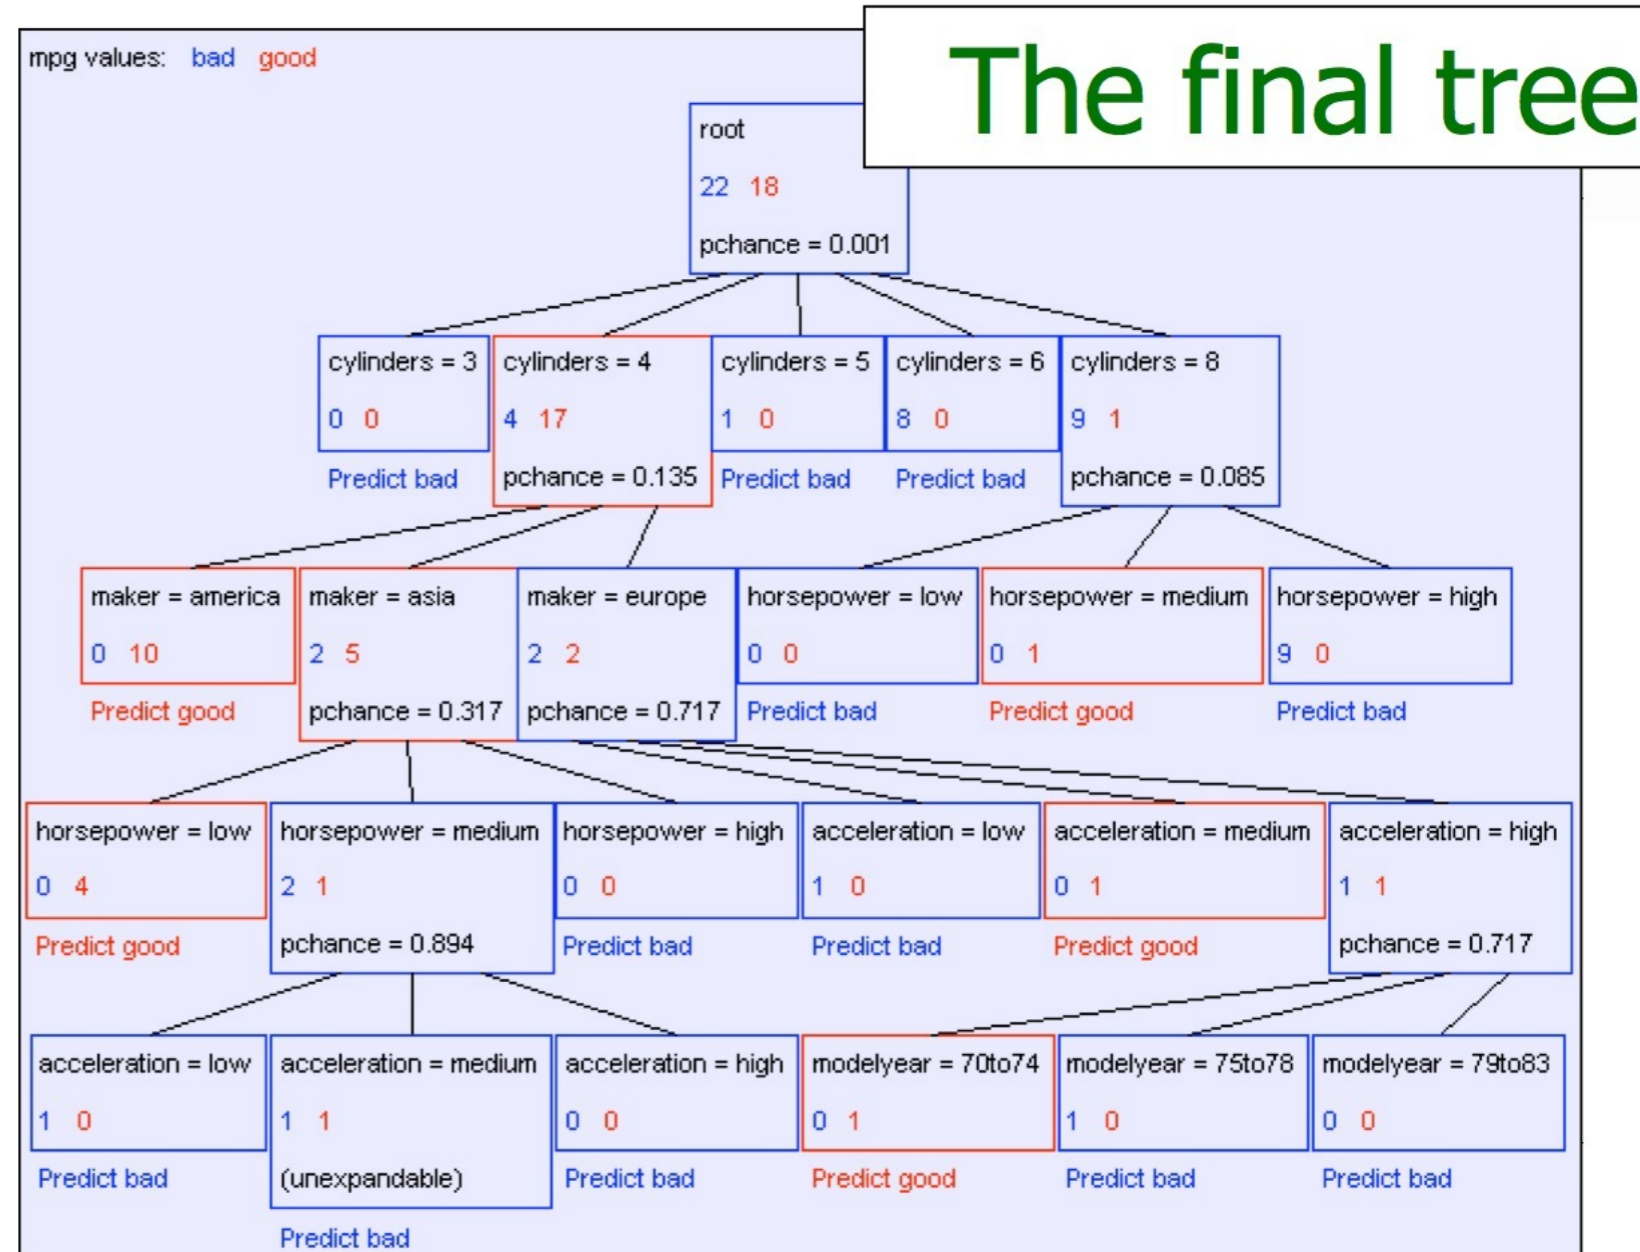 The final tree
mpg values: bad good
root
22 18
pchance = 0.001
cylinders = 3
0 0
Predict bad
cylinders = 4
4 17
pchance = 0.135
cylinders = 5
1 0
Predict bad
cylinders = 6
8 0
Predict bad
cylinders = 8
9 1
pchance = 0.085
maker = america
0 10
Predict good
maker = asia
2 5
pchance = 0.317
maker = europe
2 2
pchance = 0.717
horsepower = low
0 0
Predict bad
horsepower = medium
0 1
Predict good
horsepower = high
9 0
Predict bad
horsepower = low
0 4
Predict good
horsepower = medium
2 1
pchance = 0.894
horsepower = high
0 0
Predict bad
acceleration = low
1 0
Predict bad
acceleration = medium
0 1
Predict good
acceleration = high
1 1
pchance = 0.717
acceleration = low
1 0
Predict bad
acceleration = medium
1 1
(unexpandable)
Predict bad
acceleration = high
0 0
Predict bad
modelyear = 70to74
0 1
Predict good
modelyear = 75to78
1 0
Predict bad
modelyear = 79to83
0 0
Predict bad